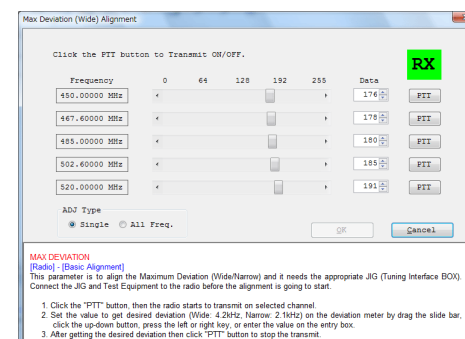 Max Deviation (Wide) Alignment
Click the PTT button to Transmit ON/OFF.
RX
Frequency 0 64 128 192 255 Data
450.00000 MHz 176 PTT
467.60000 MHz 178 PTT
485.00000 MHz 180 PTT
502.60000 MHz 185 PTT
520.00000 MHz 191 PTT
ADJ Type
Single All Freq. OK Cancel
MAX DEVIATION
[Radio] - [Basic Alignment]
This parameter is to align the Maximum Deviation (Wide/Narrow) and it needs the appropriate JIG (Tuning Interface BOX).
Connect the JIG and Test Equipment to the radio before the alignment is going to start.
1. Click the "PTT" button, then the radio starts to transmit on selected channel.
2. Set the value to get desired deviation (Wide: 4.2kHz, Narrow: 2.1kHz) on the deviation meter by drag the slide bar,
click the up-down button, press the left or right key, or enter the value on the entry box.
3. After getting the desired deviation then click "PTT" button to stop the transmit.